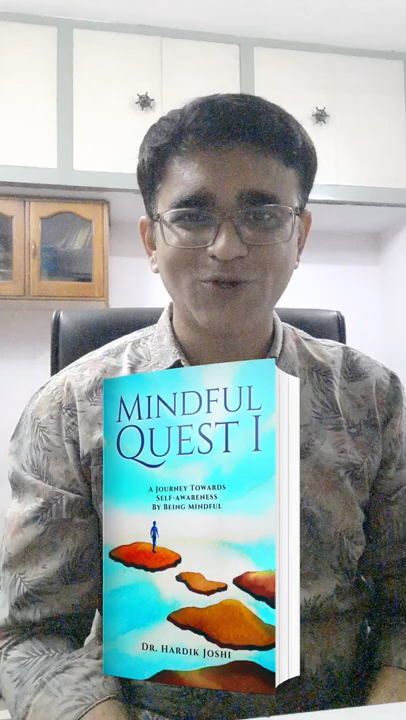 MINDFUL
QUEST I
A JOURNEY TOWARDS
SELF-AWARENESS
BY BEING MINDFUL
DR. HARDIK JOSHI